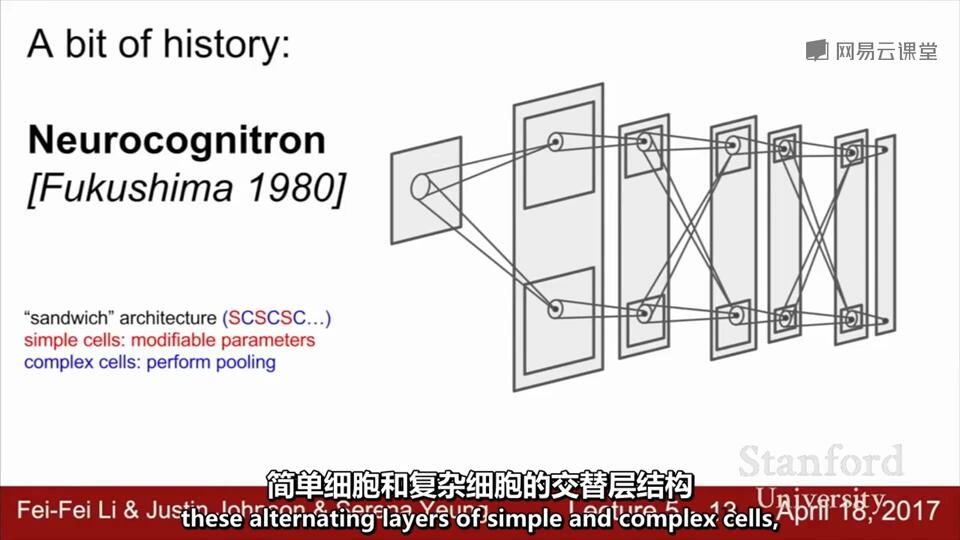 A bit of history:
网易云课堂
Neurocognitron
[Fukushima 1980]
“sandwich” architecture (SCSCSC…)
simple cells: modifiable parameters
complex cells: perform pooling
Stanford
University
简单细胞和复杂细胞的交替层结构
Fei-Fei Li & Justin Johnson & Serena Yeung Lecture 5 - 13 April 18, 2017
these alternating layers of simple and complex cells,